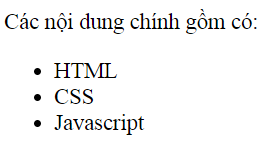 Các nội dung chính gồm có:
• HTML
• CSS
• Javascript